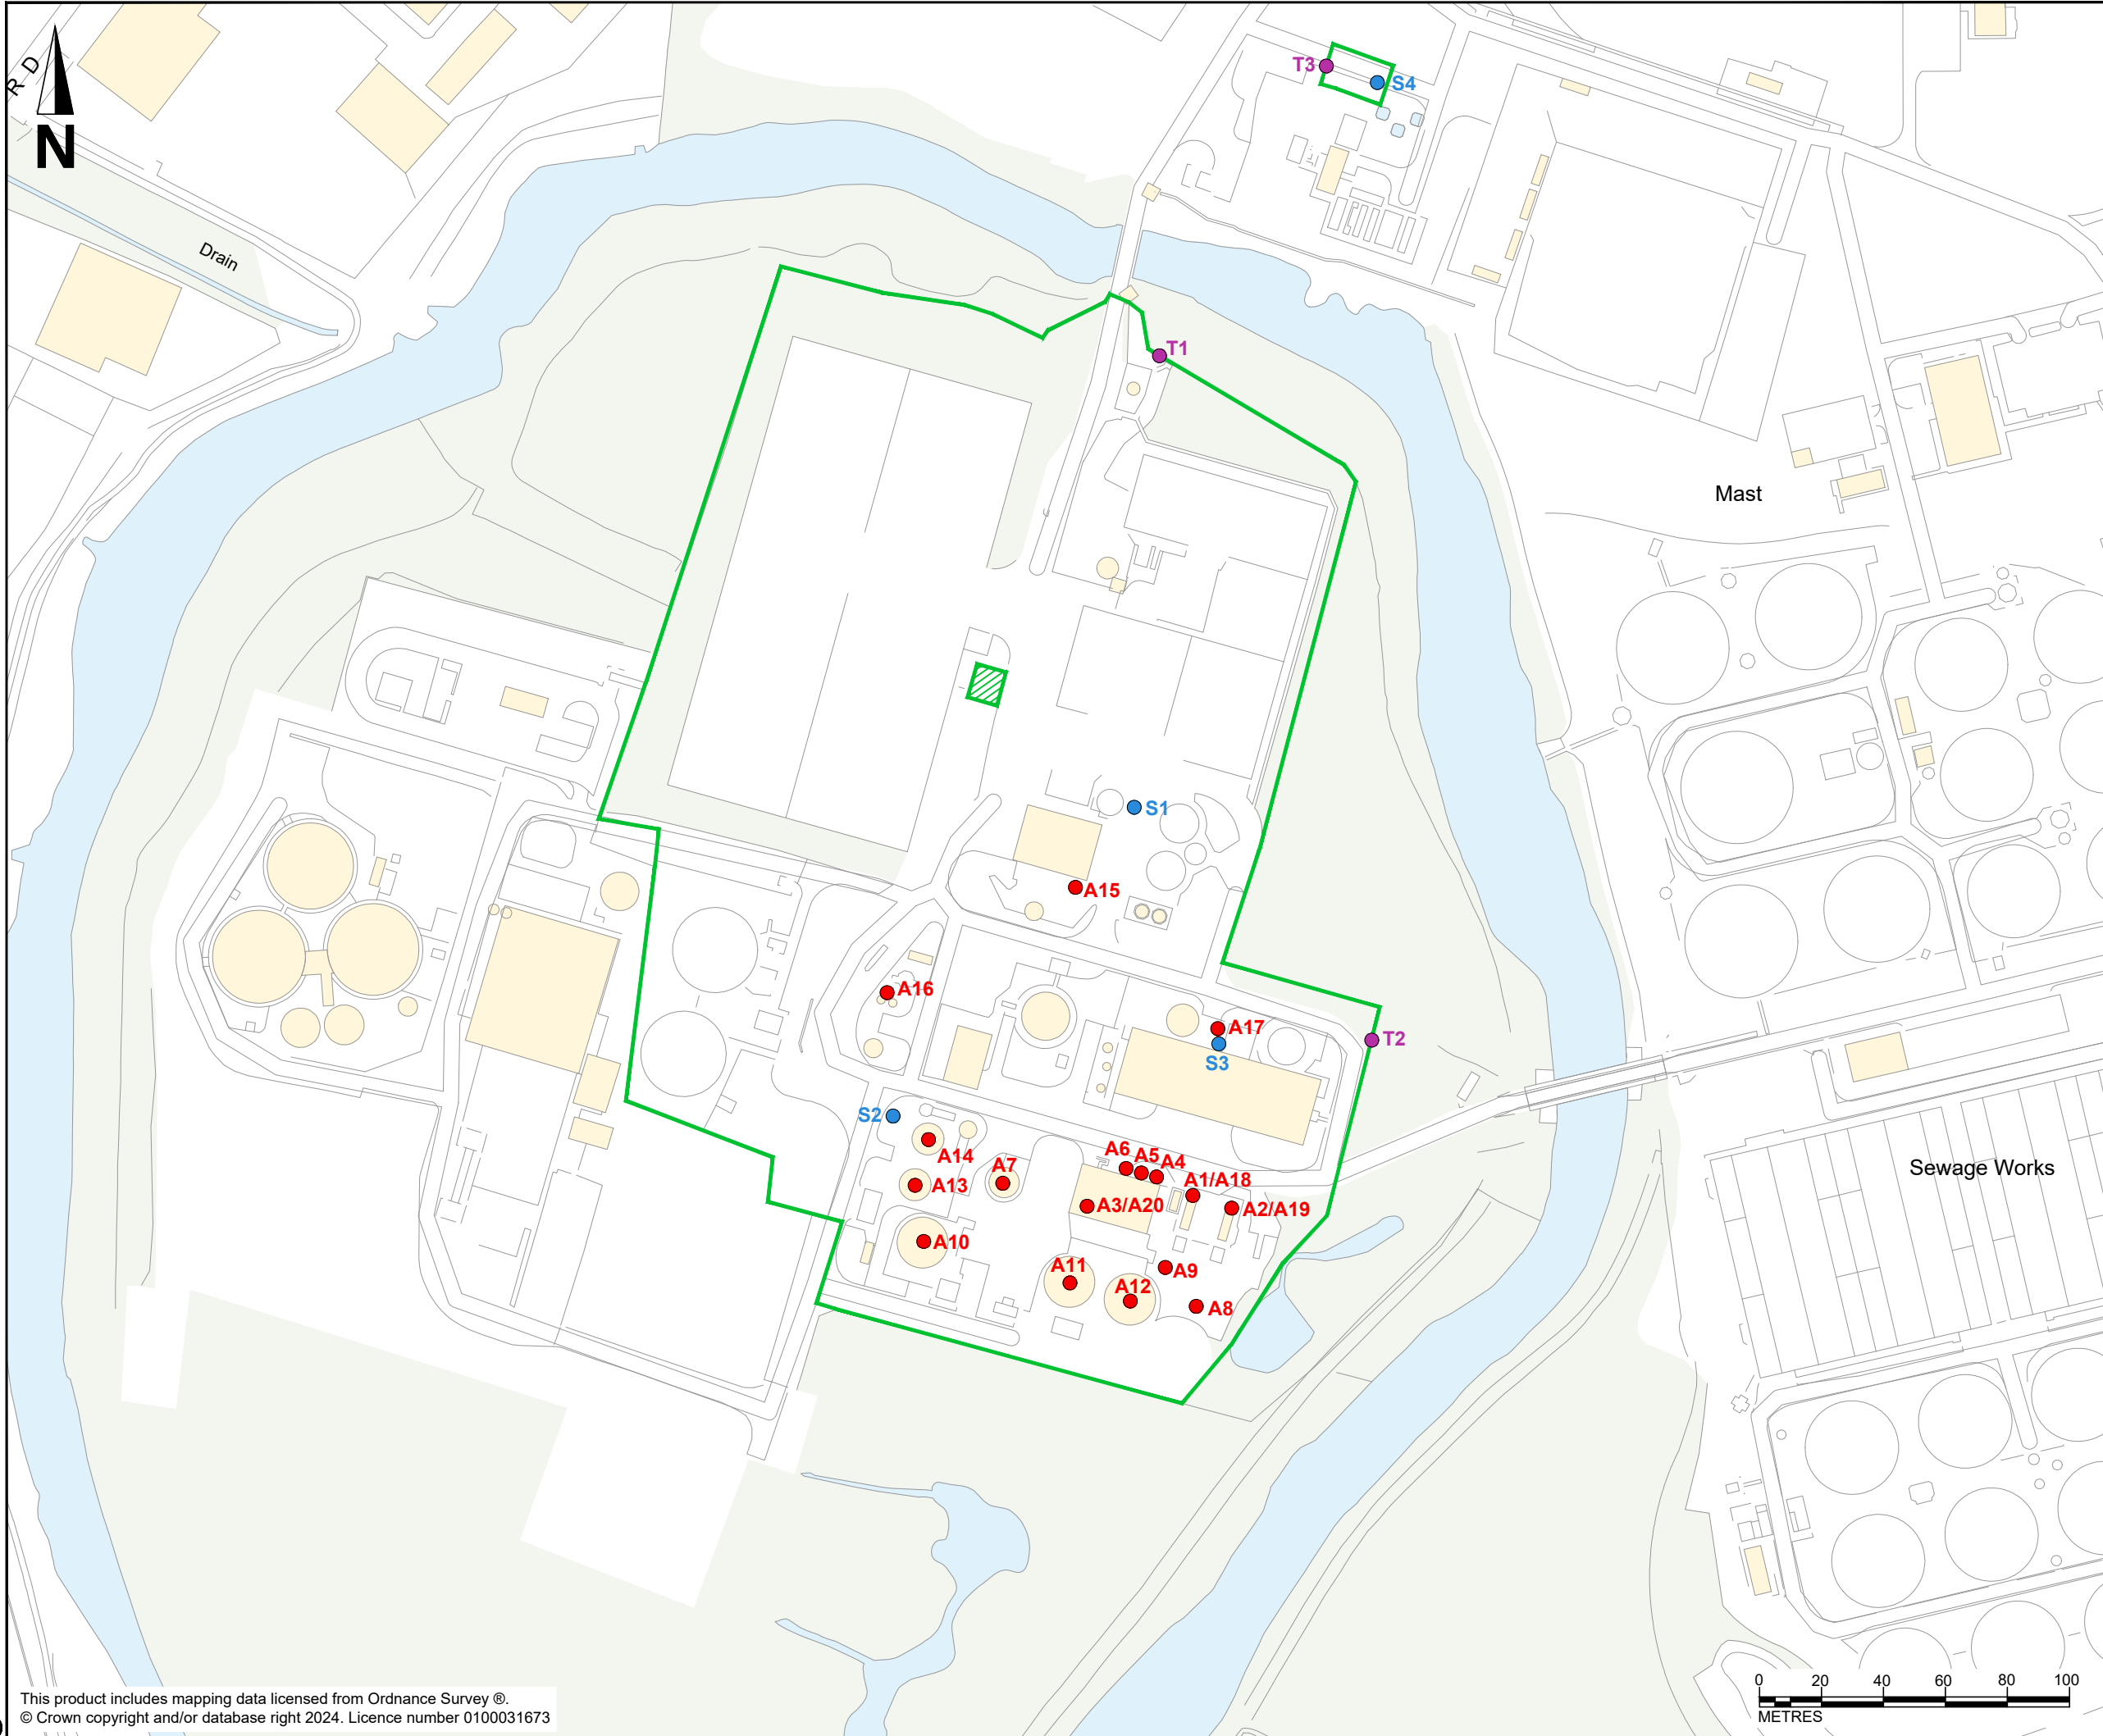 T3
S4
R D
N
Drain
T1
Mast
S1
A15
A16
A17
S3
T2
S2
A14
A7
A6
A5
A4
A13
A1/A18
A3/A20
A2/A19
A10
A11
A9
A12
A8
Sewage Works
0 20 40 60 80 100
METRES
This product includes mapping data licensed from Ordnance Survey ®.
© Crown copyright and/or database right 2024. Licence number 0100031673